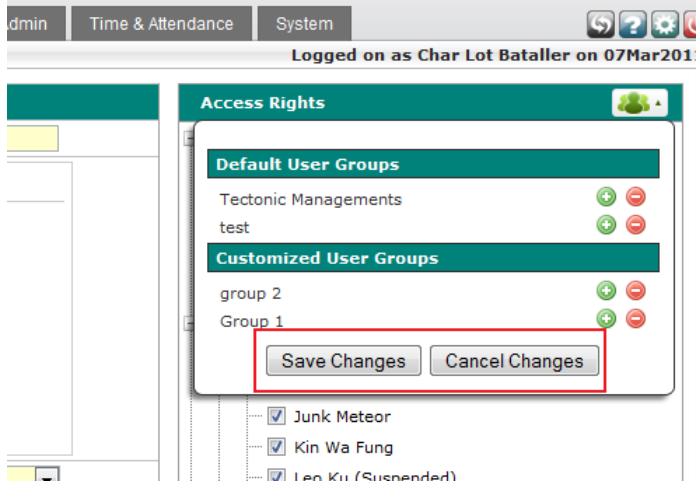 Admin Time & Attendance System
Logged on as Char Lot Bataller on 07Mar201
Access Rights
Default User Groups
Tectonic Managements
test
Customized User Groups
group 2
Group 1
Save Changes Cancel Changes
Junk Meteor
Kin Wa Fung
Leo Ku (Suspended)